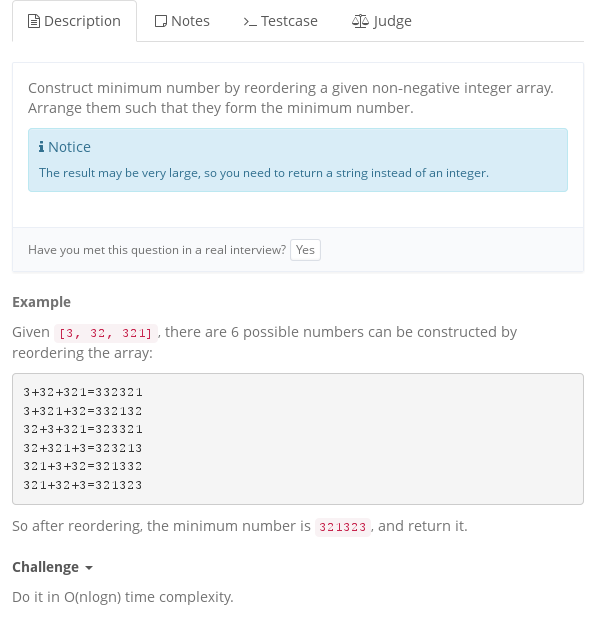 Description Notes >_ Testcase Judge
Construct minimum number by reordering a given non-negative integer array.
Arrange them such that they form the minimum number.
i Notice
The result may be very large, so you need to return a string instead of an integer.
Have you met this question in a real interview? Yes
Example
Given [3, 32, 321], there are 6 possible numbers can be constructed by
reordering the array:
3+32+321=332321
3+321+32=332132
32+3+321=323321
32+321+3=323213
321+3+32=321332
321+32+3=321323
So after reordering, the minimum number is 321323, and return it.
Challenge
Do it in O(nlogn) time complexity.